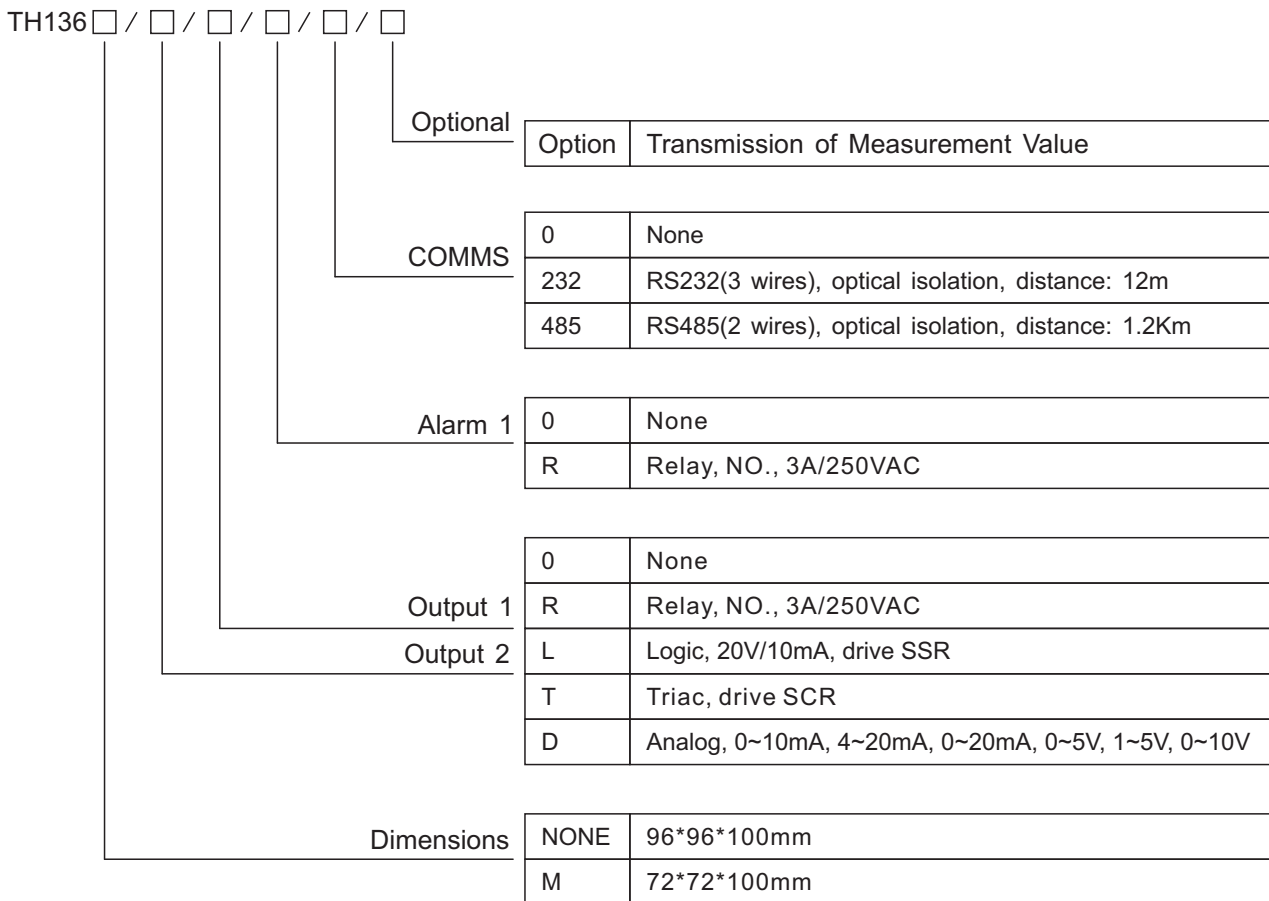 TH136□ / □ / □ / □ / □ / □
Optional
Option Transmission of Measurement Value
COMMS
0 None
232 RS232(3 wires), optical isolation, distance: 12m
485 RS485(2 wires), optical isolation, distance: 1.2Km
Alarm 1
0 None
R Relay, NO., 3A/250VAC
Output 1
Output 2
0 None
R Relay, NO., 3A/250VAC
L Logic, 20V/10mA, drive SSR
T Triac, drive SCR
D Analog, 0~10mA, 4~20mA, 0~20mA, 0~5V, 1~5V, 0~10V
Dimensions
NONE 96*96*100mm
M 72*72*100mm